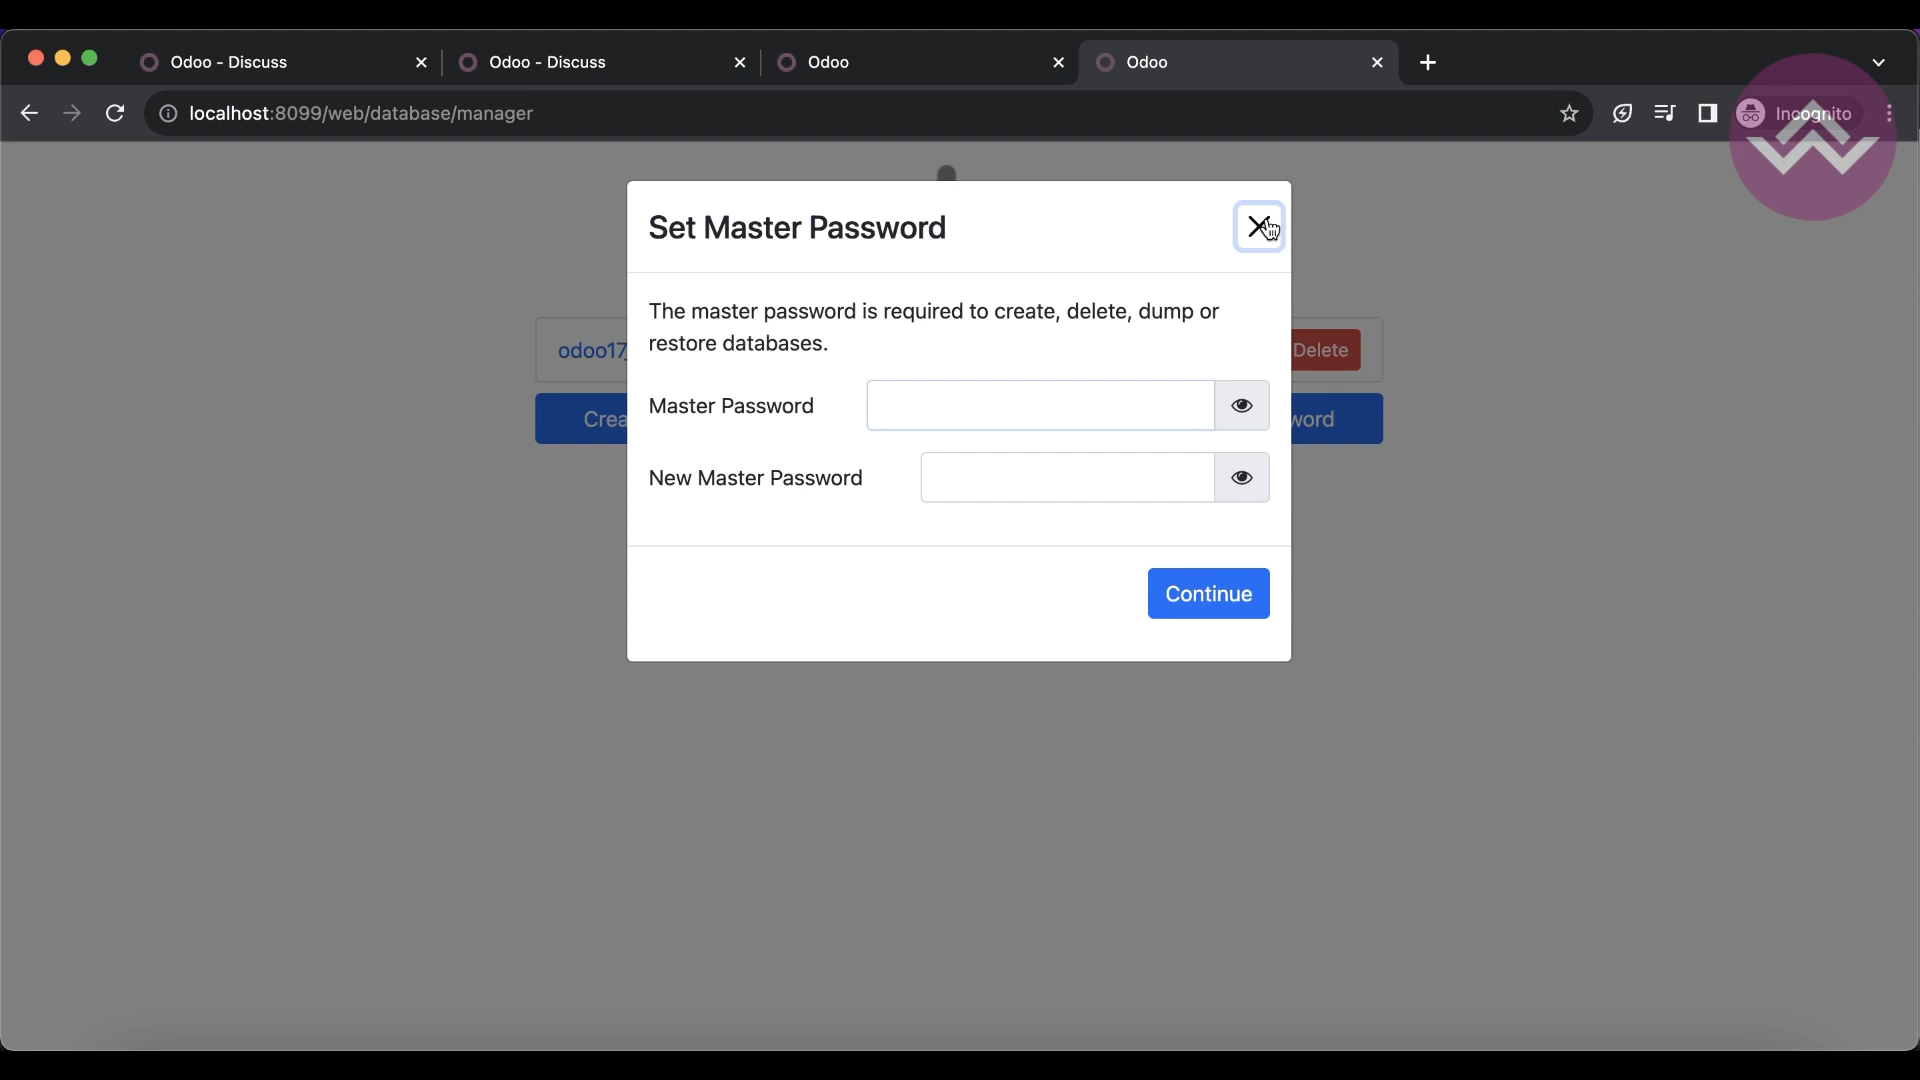 Odoo - Discuss
Odoo - Discuss
Odoo
Odoo
localhost:8099/web/database/manager
Incognito
Set Master Password
The master password is required to create, delete, dump or
restore databases.
odoo17
Delete
Master Password
Crea
word
New Master Password
Continue